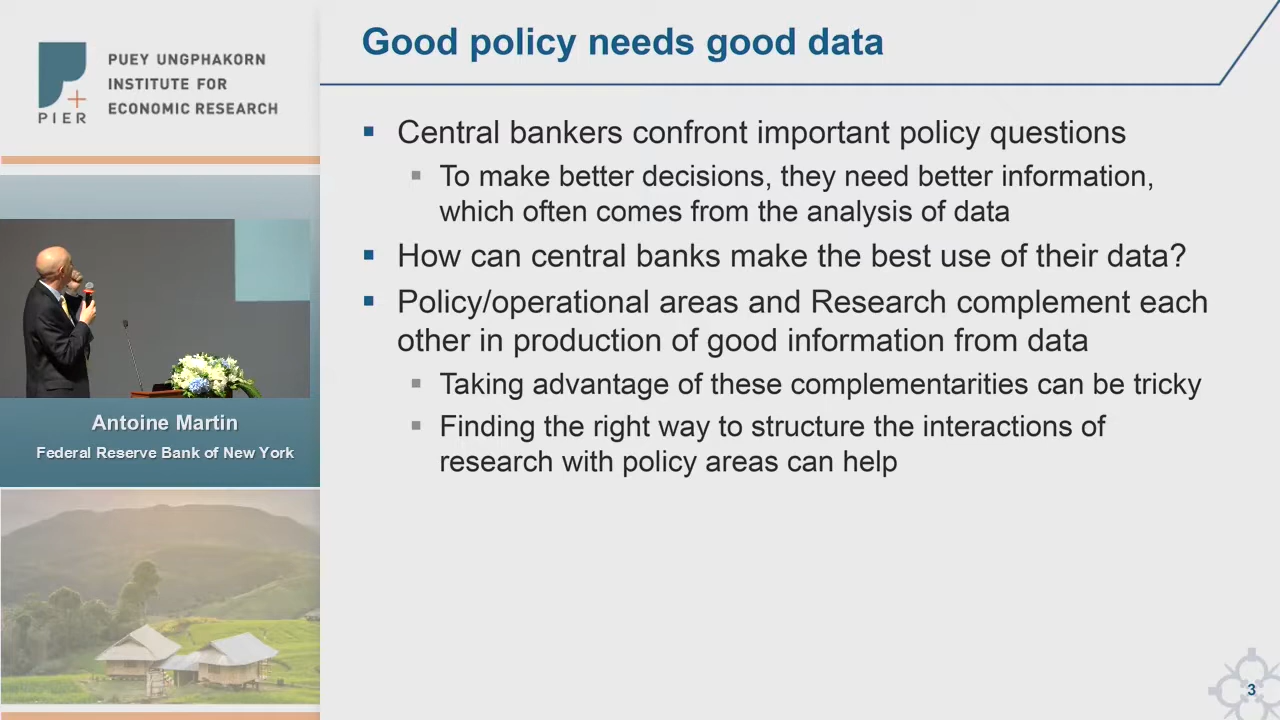 PUEY UNGPHAKORN
INSTITUTE FOR
ECONOMIC RESEARCH
PIER
Antoine Martin
Federal Reserve Bank of New York
Good policy needs good data
Central bankers confront important policy questions
To make better decisions, they need better information,
which often comes from the analysis of data
How can central banks make the best use of their data?
Policy/operational areas and Research complement each
other in production of good information from data
Taking advantage of these complementarities can be tricky
Finding the right way to structure the interactions of
research with policy areas can help
3